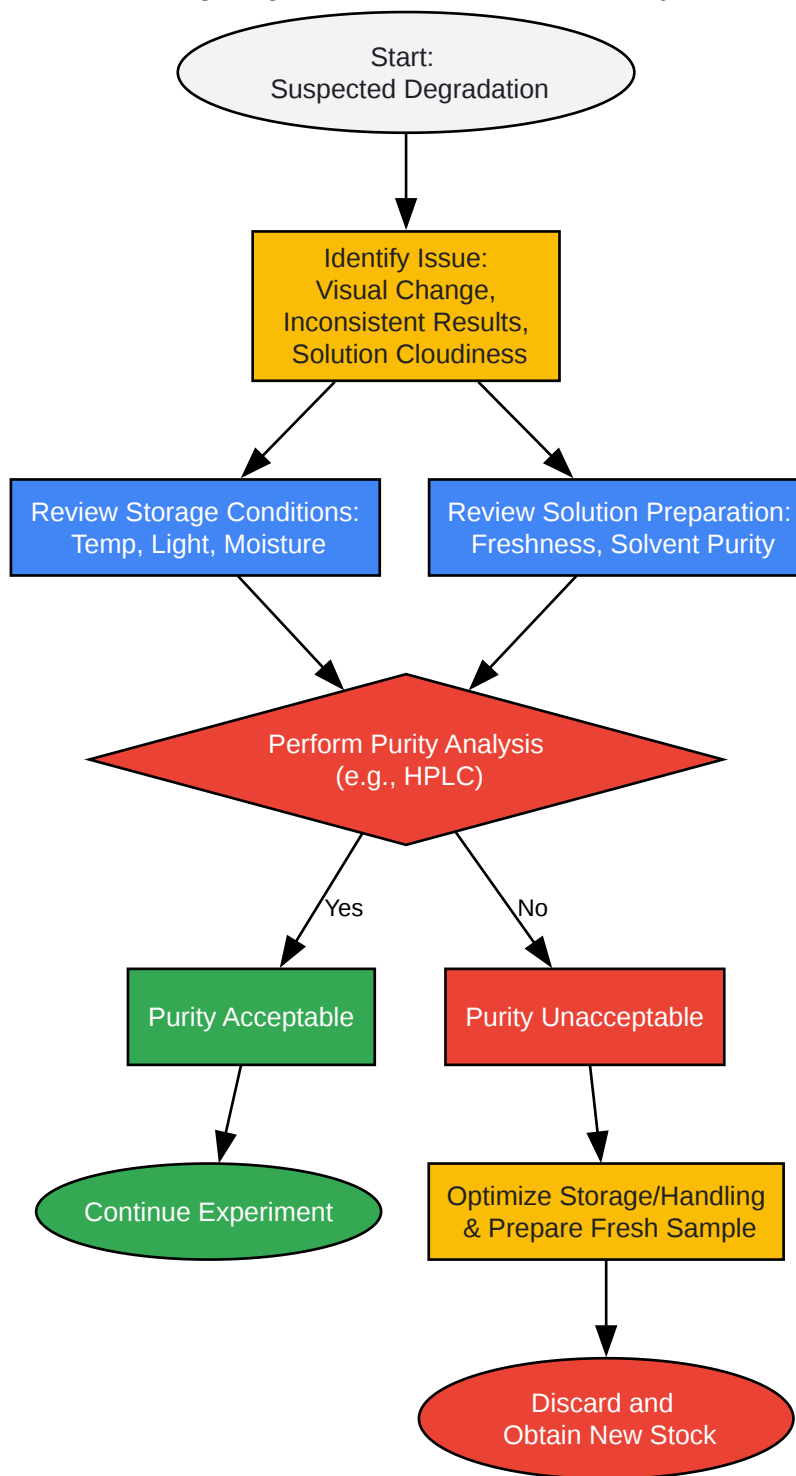 Start:
Suspected Degradation
Identify Issue:
Visual Change,
Inconsistent Results,
Solution Cloudiness
Review Storage Conditions:
Temp, Light, Moisture
Review Solution Preparation:
Freshness, Solvent Purity
Perform Purity Analysis
(e.g., HPLC)
Yes
No
Purity Acceptable
Purity Unacceptable
Continue Experiment
Optimize Storage/Handling
& Prepare Fresh Sample
Discard and
Obtain New Stock